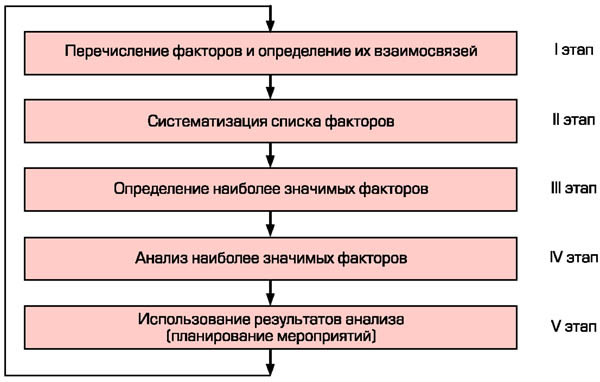 Перечисление факторов и определение их взаимосвязей
I этап
Систематизация списка факторов
II этап
Определение наиболее значимых факторов
III этап
Анализ наиболее значимых факторов
IV этап
Использование результатов анализа
(планирование мероприятий)
V этап